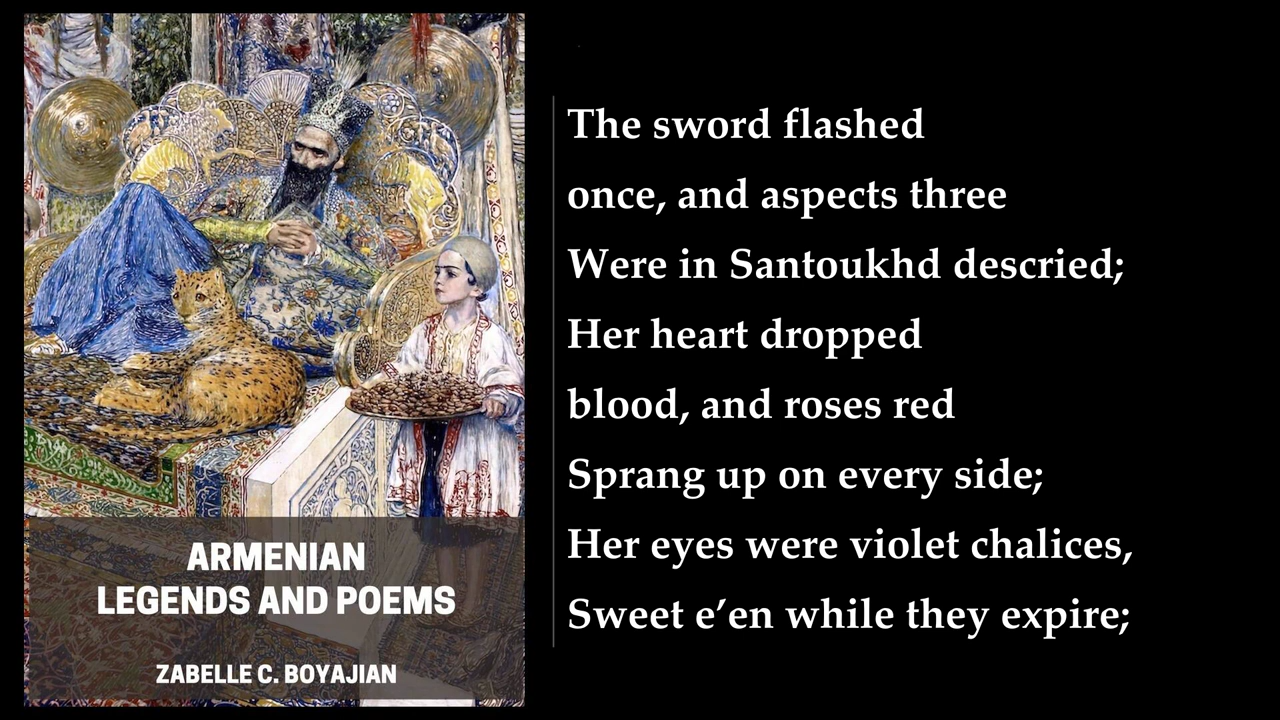 ARMENIAN
LEGENDS AND POEMS
ZABELLE C. BOYAJIAN
The sword flashed
once, and aspects three
Were in Santoukhd descried;
Her heart dropped
blood, and roses red
Sprang up on every side;
Her eyes were violet chalices,
Sweet e’en while they expire;